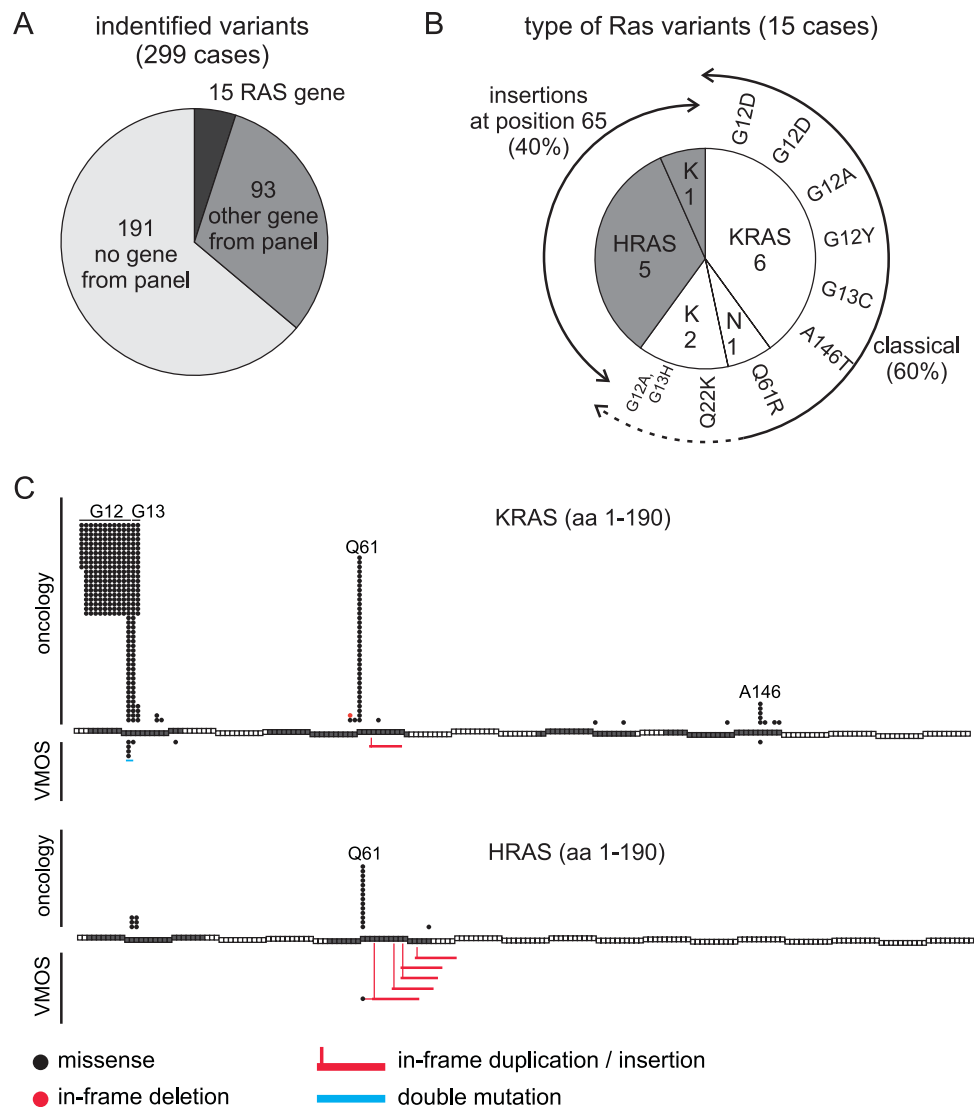 A
indentified variants
(299 cases)
15 RAS gene
93
other gene
from panel
191
no gene
from panel
B
type of Ras variants (15 cases)
insertions
at position 65
(40%)
G12D
G12D
G12A
G12Y
G13C
A146T
classical
(60%)
Q61R
Q22K
G12A,
G13H
K
1
KRAS
6
HRAS
5
K
2
N
1
C
G12 G13
KRAS (aa 1-190)
Q61
A146
oncology
VMOS
Q61
HRAS (aa 1-190)
oncology
VMOS
missense
in-frame duplication / insertion
in-frame deletion
double mutation